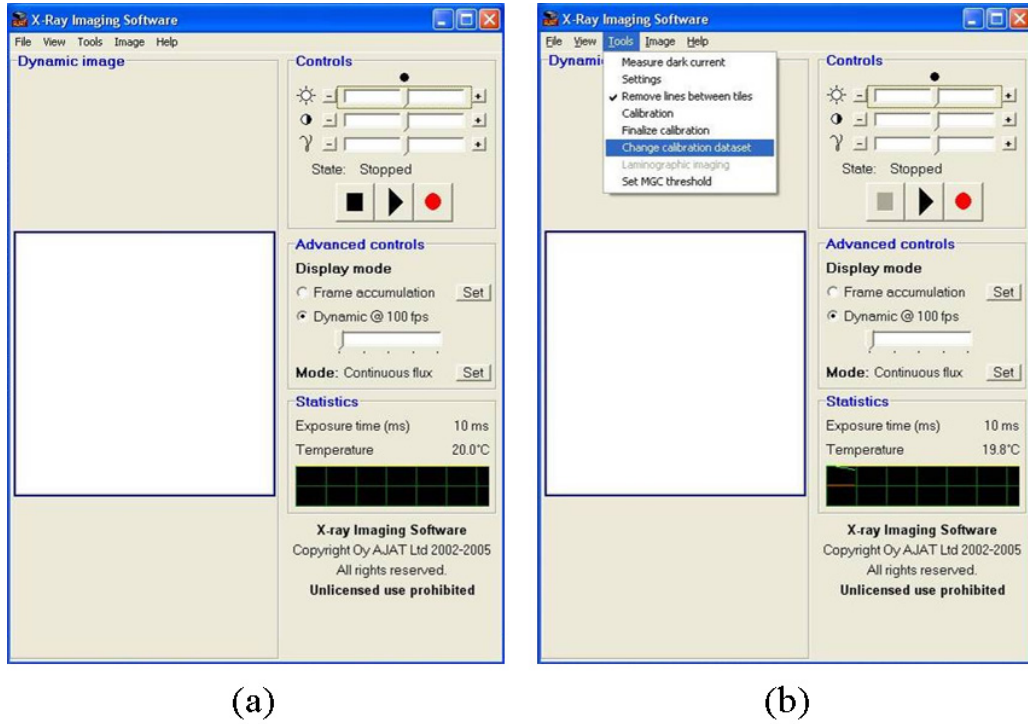 X-Ray Imaging Software
File View Tools Image Help
Dynamic image
Controls
State: Stopped
Advanced controls
Display mode
Frame accumulation Set
Dynamic @ 100 fps
Mode: Continuous flux Set
Statistics
Exposure time (ms) 10 ms
Temperature 20.0°C
X-ray Imaging Software
Copyright Oy AJAT Ltd 2002-2005
All rights reserved.
Unlicensed use prohibited
(a)
X-Ray Imaging Software
File View Tools Image Help
Dynami
Measure dark current
Settings
Remove lines between tiles
Calibration
Finalize calibration
Change calibration dataset
Laminographic imaging
Set MGC threshold
Controls
State: Stopped
Advanced controls
Display mode
Frame accumulation Set
Dynamic @ 100 fps
Mode: Continuous flux Set
Statistics
Exposure time (ms) 10 ms
Temperature 19.8°C
X-ray Imaging Software
Copyright Oy AJAT Ltd 2002-2005
All rights reserved.
Unlicensed use prohibited
(b)